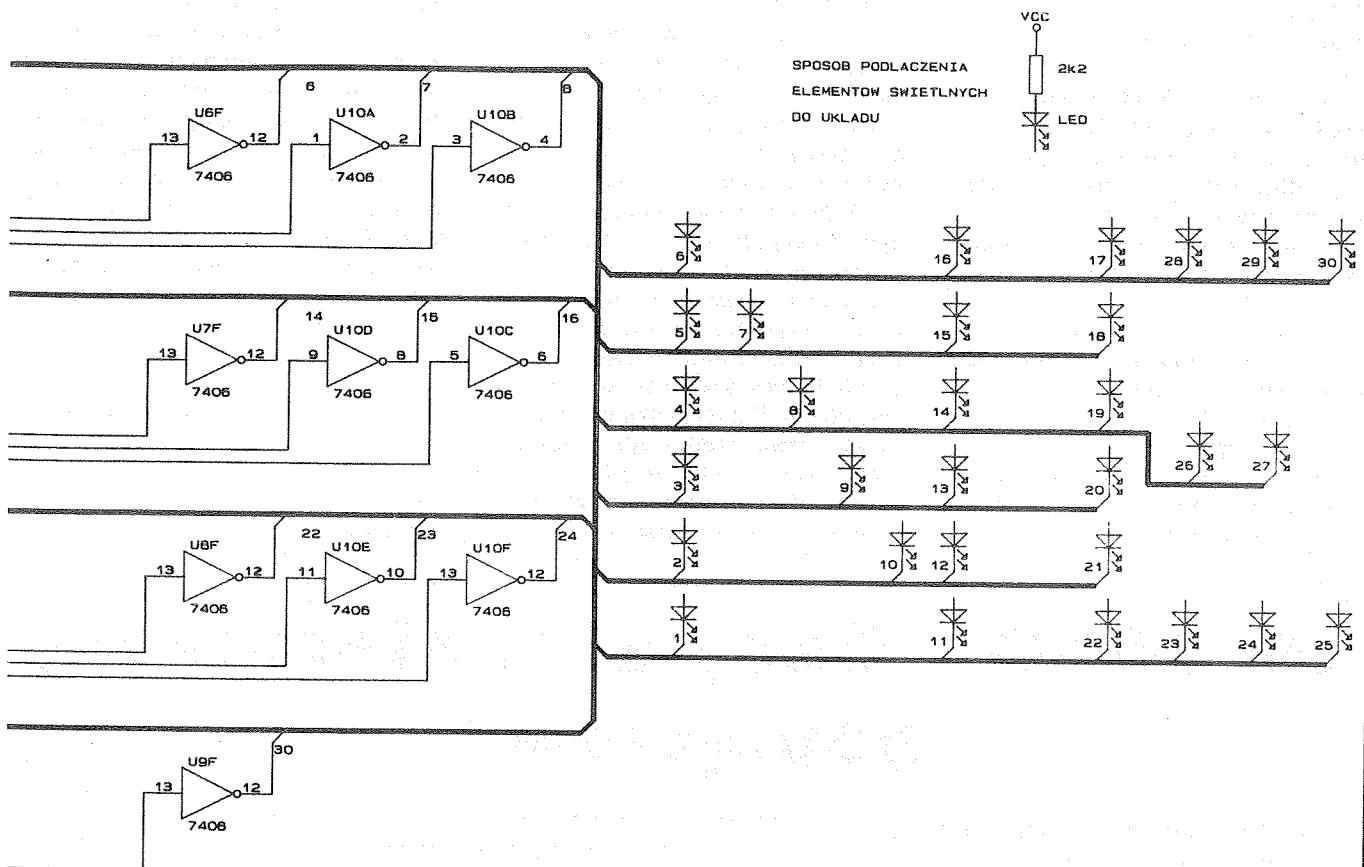 VCC
SPOSOB PODLACZENIA
ELEMENTOW SWIETLNYCH
DO UKLADU
2K2
LED
6 7 8
U6F U10A U10B
13 12 1 2 3 4
7406 7406 7406
6 16 17 28 29 30
14 15 16
U7F U10D U10C
13 12 9 8 5 6
7406 7406 7406
5 7 15 18
4 8 14 19
26 27
3 9 13 20
22 23 24
U8F U10E U10F
13 12 11 10 13 12
7406 7406 7406
2 10 12 21
1 11 22 23 24 25
30
U9F
13 12
7406